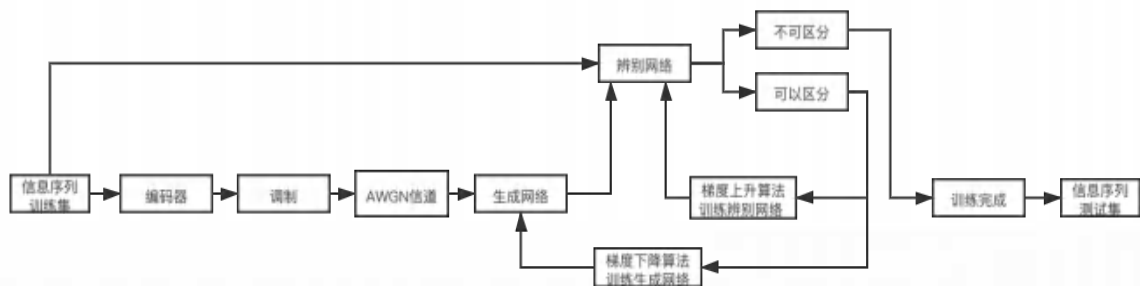 不可区分
辨别网络
可以区分
信息序列
训练集
编码器
调制
AWGN信道
生成网络
梯度上升算法
训练辨别网络
训练完成
信息序列
测试集
梯度下降算法
训练生成网络